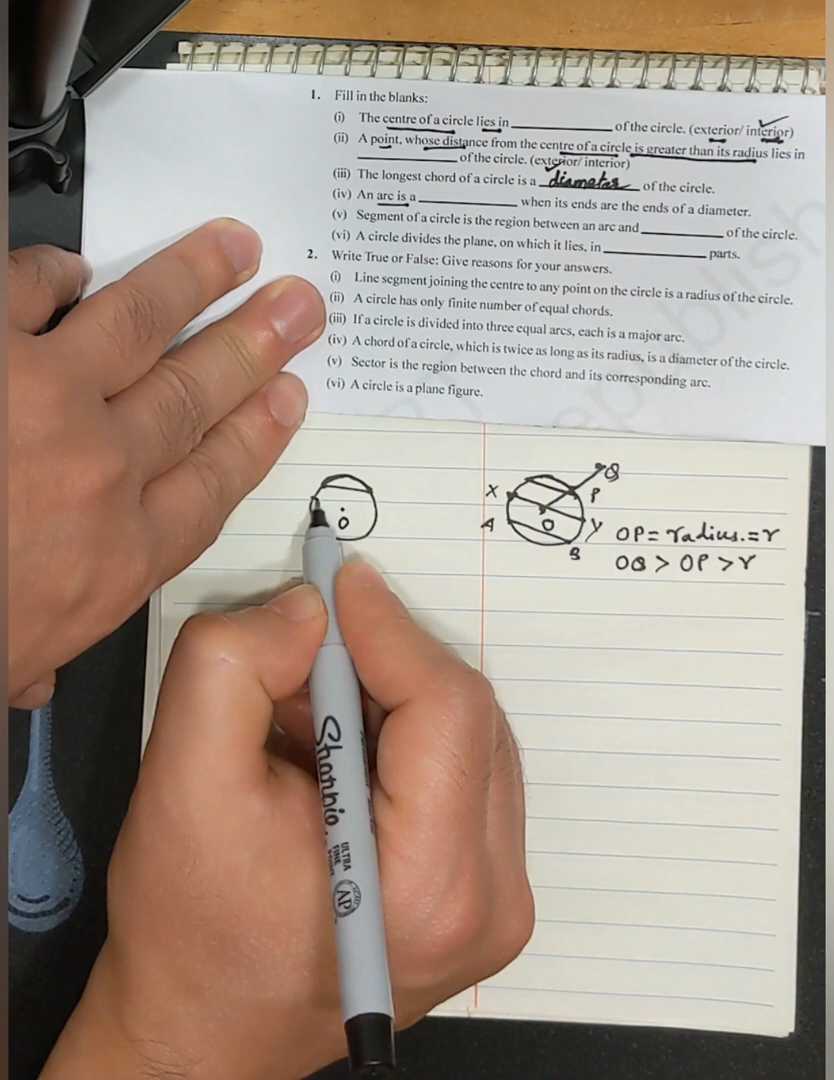 1. Fill in the blanks:
(i) The centre of a circle lies in ____________ of the circle. (exterior/ interior)
(ii) A point, whose distance from the centre of a circle is greater than its radius lies in
____________ of the circle. (exterior/ interior)
(iii) The longest chord of a circle is a diameter of the circle.
(iv) An arc is a ____________ when its ends are the ends of a diameter.
(v) Segment of a circle is the region between an arc and ____________ of the circle.
(vi) A circle divides the plane, on which it lies, in ____________ parts.
2. Write True or False: Give reasons for your answers.
(i) Line segment joining the centre to any point on the circle is a radius of the circle.
(ii) A circle has only finite number of equal chords.
(iii) If a circle is divided into three equal arcs, each is a major arc.
(iv) A chord of a circle, which is twice as long as its radius, is a diameter of the circle.
(v) Sector is the region between the chord and its corresponding arc.
(vi) A circle is a plane figure.
Q
X P
O A O Y OP = radius. = r
B OQ > OP > r
Sharpie
ULTRA
FINE
POINT
AP
republish